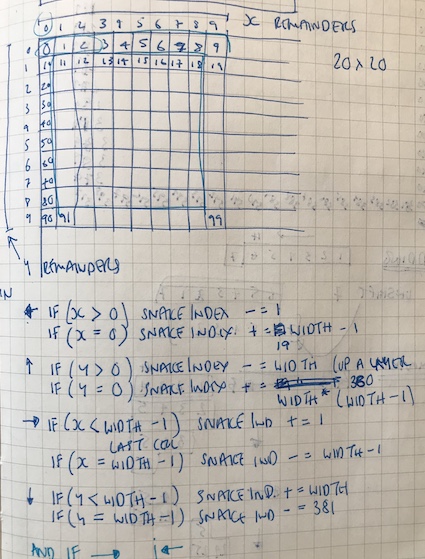 0 1 2 3 4 5 6 7 8 9 X REMAINDERS
0 0 1 2 3 4 5 6 7 8 9
20 x 20
1 10 11 12 13 14 15 16 17 18 19
2 20
3 30
4 40
5 50
6 60
7 70
8 80
9 90 91 99
Y REMAINDERS
← IF (X > 0) SNAKE INDEX -= 1
IF (X = 0) SNAKE INDEX += WIDTH - 1
19
↑ IF (Y > 0) SNAKE INDEX -= WIDTH (UP A LAYER
IF (Y = 0) SNAKE INDEX += 380
WIDTH * (WIDTH-1)
→ IF (X < WIDTH - 1) SNAKE IND += 1
LAST COL
IF (X = WIDTH - 1) SNAKE IND -= WIDTH - 1
↓ IF (Y < WIDTH - 1) SNAKE IND. += WIDTH
IF (Y = WIDTH - 1) SNAKE IND -= 381
AND IF →